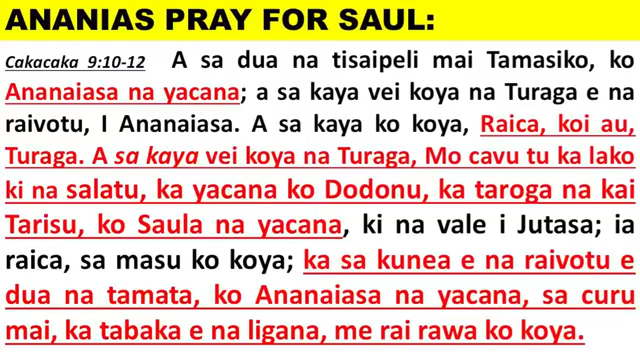 ANANIAS PRAY FOR SAUL:
Cakacaka 9:10-12 A sa dua na tisaipeli mai Tamasiko, ko
Ananaiasa na yacana; a sa kaya vei koya na Turaga e na
raivotu, I Ananaiasa. A sa kaya ko koya, Raica, koi au,
Turaga. A sa kaya vei koya na Turaga, Mo cavu tu ka lako
ki na salatu, ka yacana ko Dodonu, ka taroga na kai
Tarisu, ko Saula na yacana, ki na vale i Jutasa; ia
raica, sa masu ko koya; ka sa kunea e na raivotu e
dua na tamata, ko Ananaiasa na yacana, sa curu
mai, ka tabaka e na ligana, me rai rawa ko koya.